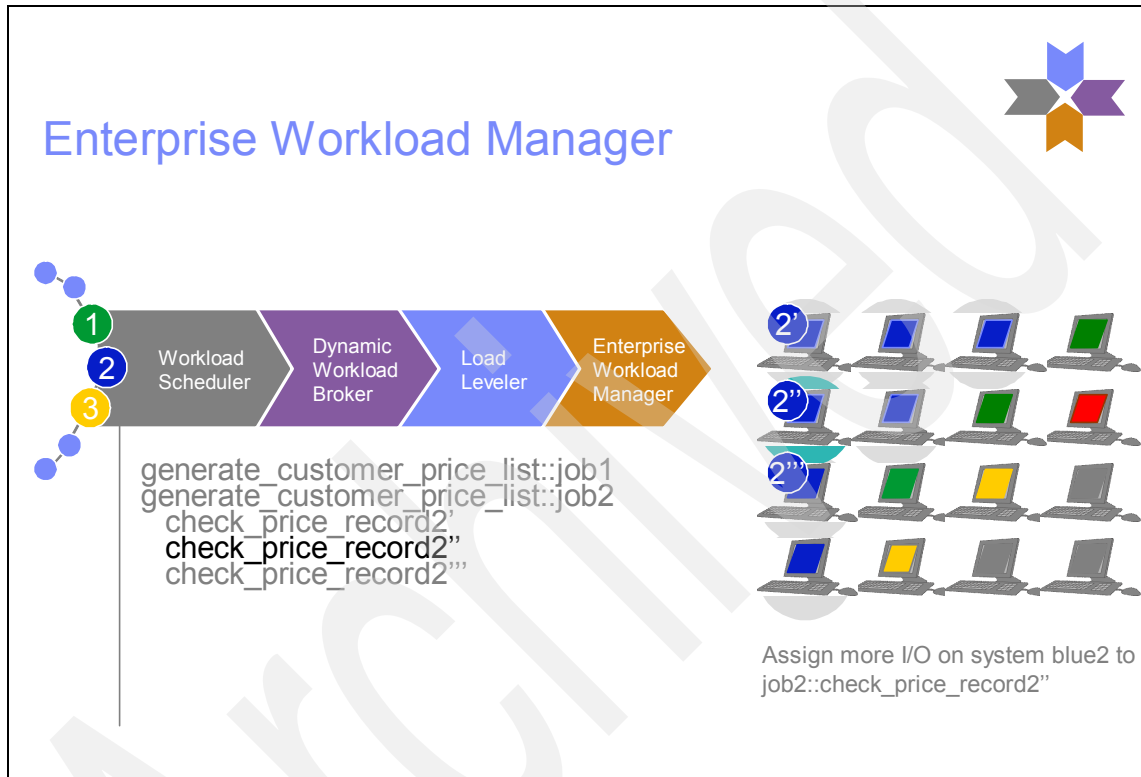 Enterprise Workload Manager
1
2
3
Workload
Scheduler
Dynamic
Workload
Broker
Load
Leveler
Enterprise
Workload
Manager
generate_customer_price_list::job1
generate_customer_price_list::job2
check_price_record2'
check_price_record2''
check_price_record2'''
2'
2''
2'''
Assign more I/O on system blue2 to
job2::check_price_record2''
Archived